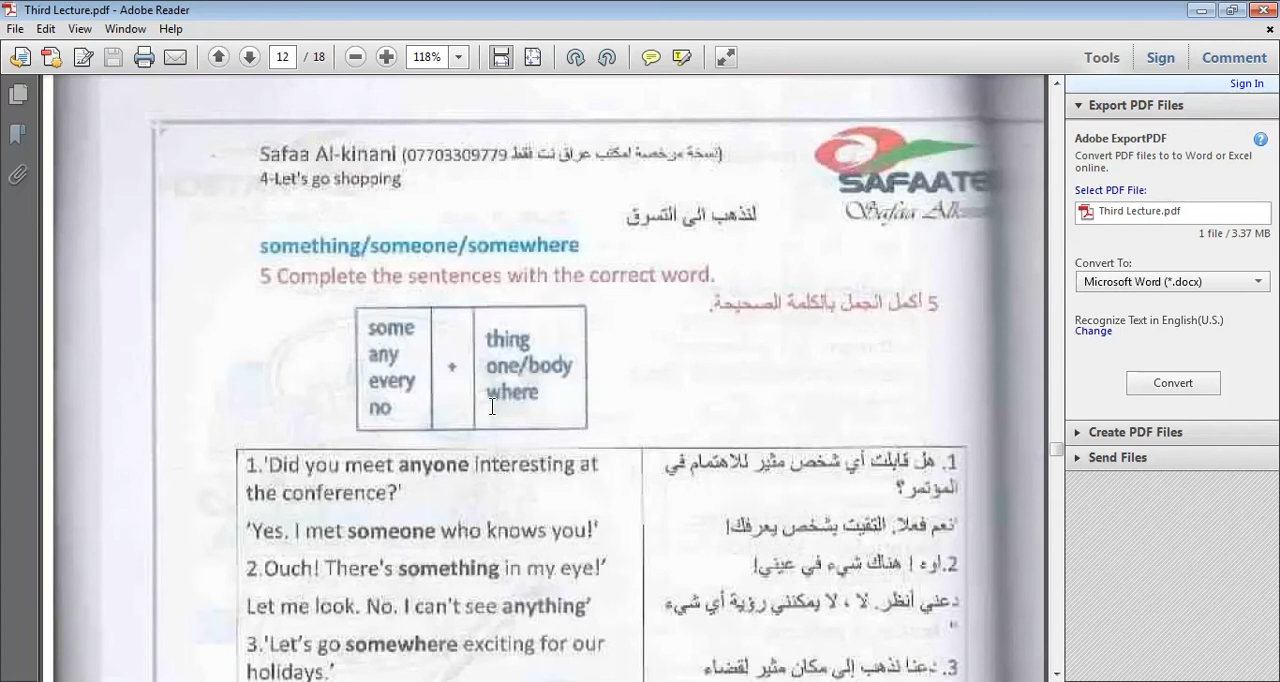 Third Lecture.pdf - Adobe Reader
File Edit View Window Help
12 / 18 118% Tools Sign Comment
Sign In
Export PDF Files
Adobe ExportPDF
Convert PDF files to to Word or Excel
online.
Select PDF File:
Third Lecture.pdf
1 file / 3.37 MB
Convert To:
Microsoft Word (*.docx)
Recognize Text in English(U.S.)
Change
Convert
Create PDF Files
Send Files
Safaa Al-kinani (07703309779 نسخة مرخصة لمكتب عراق نت فقط)
4-Let's go shopping
SAFAATE
Safaa Alk
لنذهب الى التسوق
something/someone/somewhere
5 Complete the sentences with the correct word.
5 أكمل الجمل بالكلمة الصحيحة.
some
any
every
no
+
thing
one/body
where
1.'Did you meet anyone interesting at
the conference?'
'Yes. I met someone who knows you!'
2.Ouch! There's something in my eye!'
Let me look. No. I can't see anything'
3.'Let's go somewhere exciting for our
holidays.'
1. هل قابلت أي شخص مثير للاهتمام في
المؤتمر؟
'نعم فعلا. التقيت بشخص يعرفك!
2.اوه ! هناك شيء في عيني!
دعني أنظر. لا ، لا يمكنني رؤية أي شيء
"
3. دعنا نذهب إلى مكان مثير لقضاء